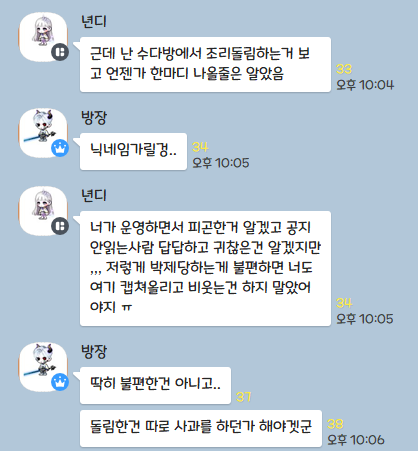 년디
근데 난 수다방에서 조리돌림하는거 보
고 언젠가 한마디 나올줄은 알았음
33
오후 10:04
방장
닉네임가릴겅..
34
오후 10:05
년디
너가 운영하면서 피곤한거 알겠고 공지
안읽는사람 답답하고 귀찮은건 알겠지만
,,, 저렇게 박제당하는게 불편하면 너도
여기 캡쳐올리고 비웃는건 하지 말았어
야지 ㅠ
34
오후 10:05
방장
딱히 불편한건 아니고..
37
돌림한건 따로 사과를 하던가 해야겟군
38
오후 10:06